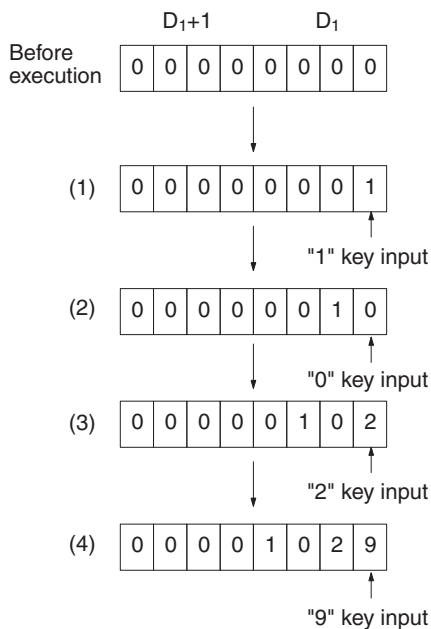 D₁+1 D₁
Before
execution
0 0 0 0 0 0 0 0
(1) 0 0 0 0 0 0 0 1
"1" key input
(2) 0 0 0 0 0 0 1 0
"0" key input
(3) 0 0 0 0 0 1 0 2
"2" key input
(4) 0 0 0 0 1 0 2 9
"9" key input